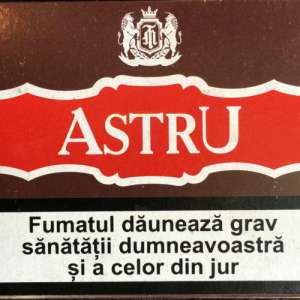 ASTRU
Fumatul dăunează grav
sănătății dumneavoastră
și a celor din jur